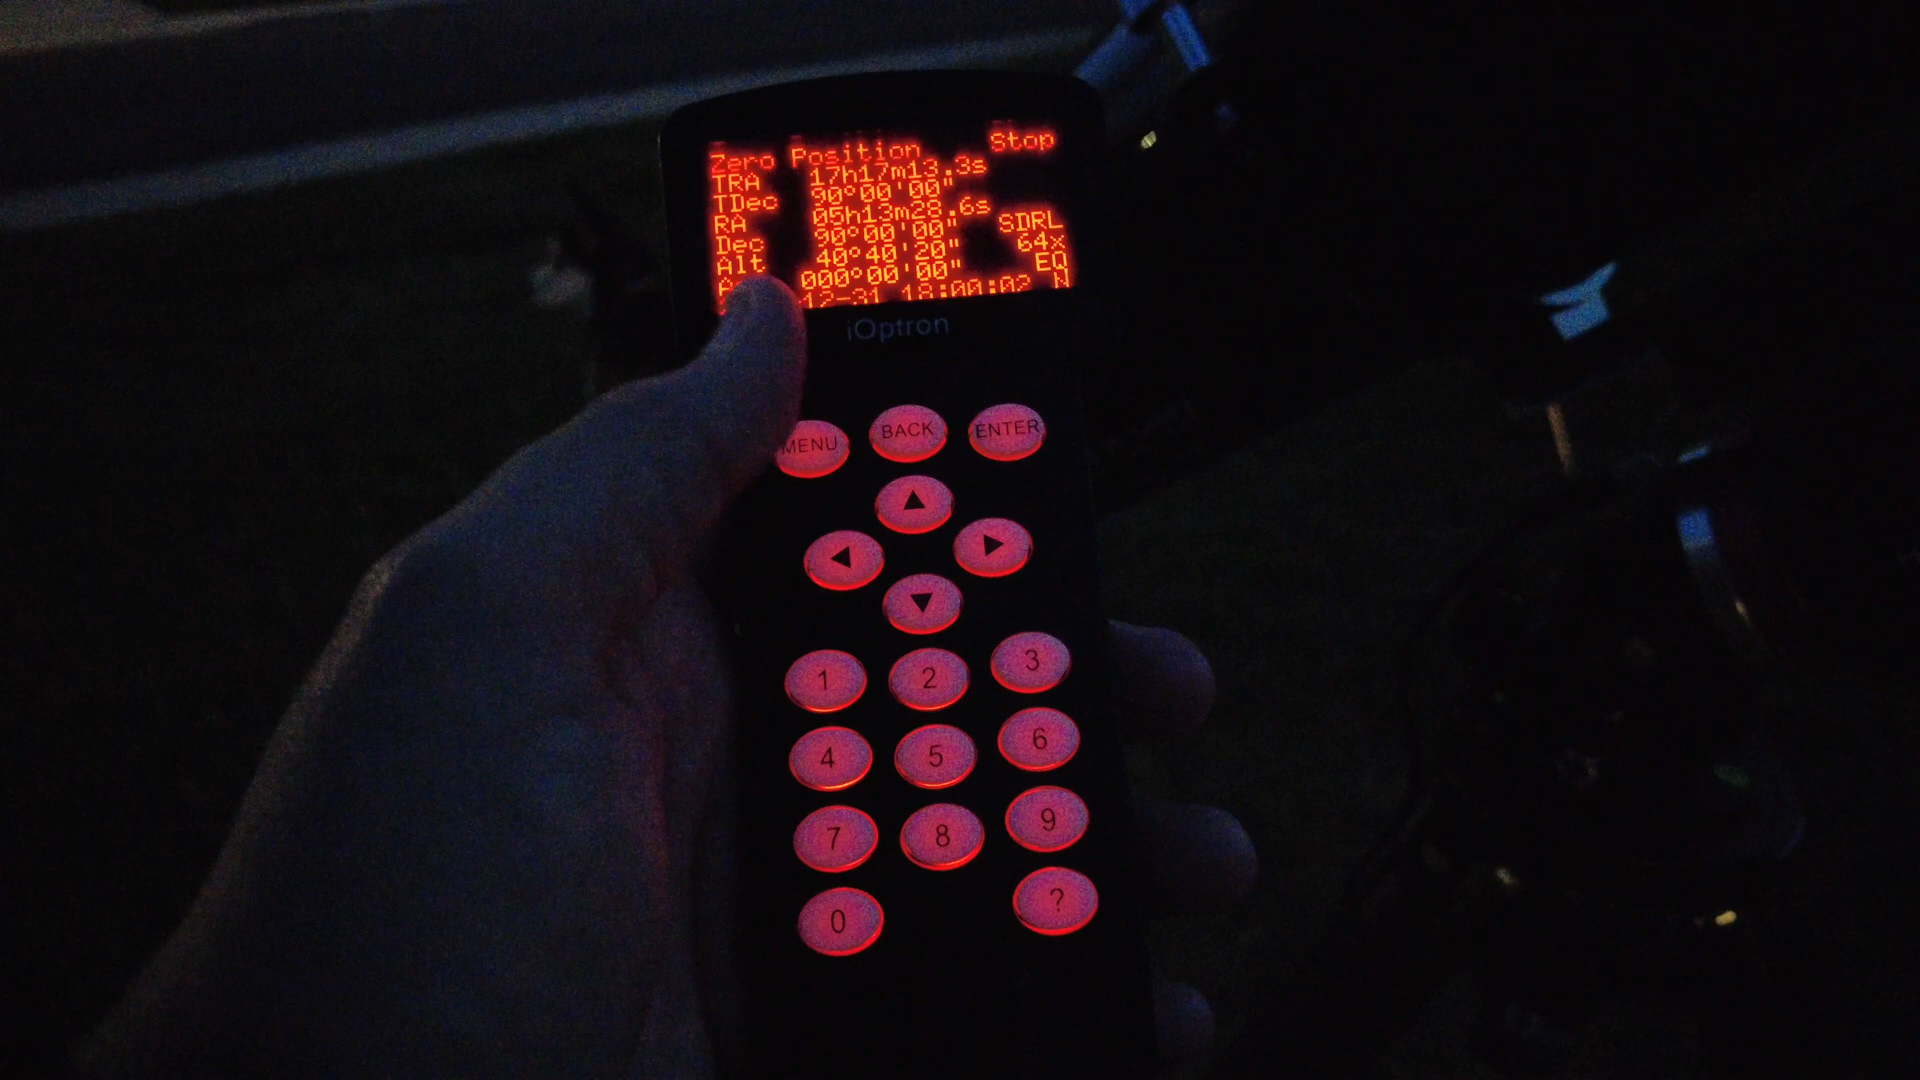 Zero Position Stop
TRA 17h17m13.3s
TDec 90°00'00"
RA 05h13m28.6s
Dec 90°00'00" SDRL
Alt 40°40'20" 64x
A 000°00'00" EQ
12-31 18:00:02 N
iOptron
MENU BACK ENTER
1 2 3
4 5 6
7 8 9
0 ?